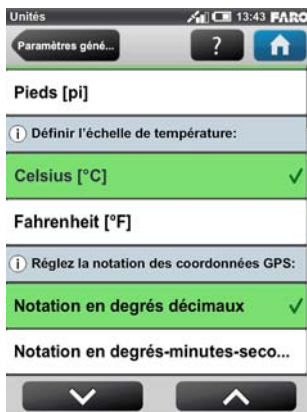 Unités 13:43 FARO
Paramètres géné... ?
Pieds [pi]
i Définir l'échelle de température:
Celsius [°C]
Fahrenheit [°F]
i Réglez la notation des coordonnées GPS:
Notation en degrés décimaux
Notation en degrés-minutes-seco...